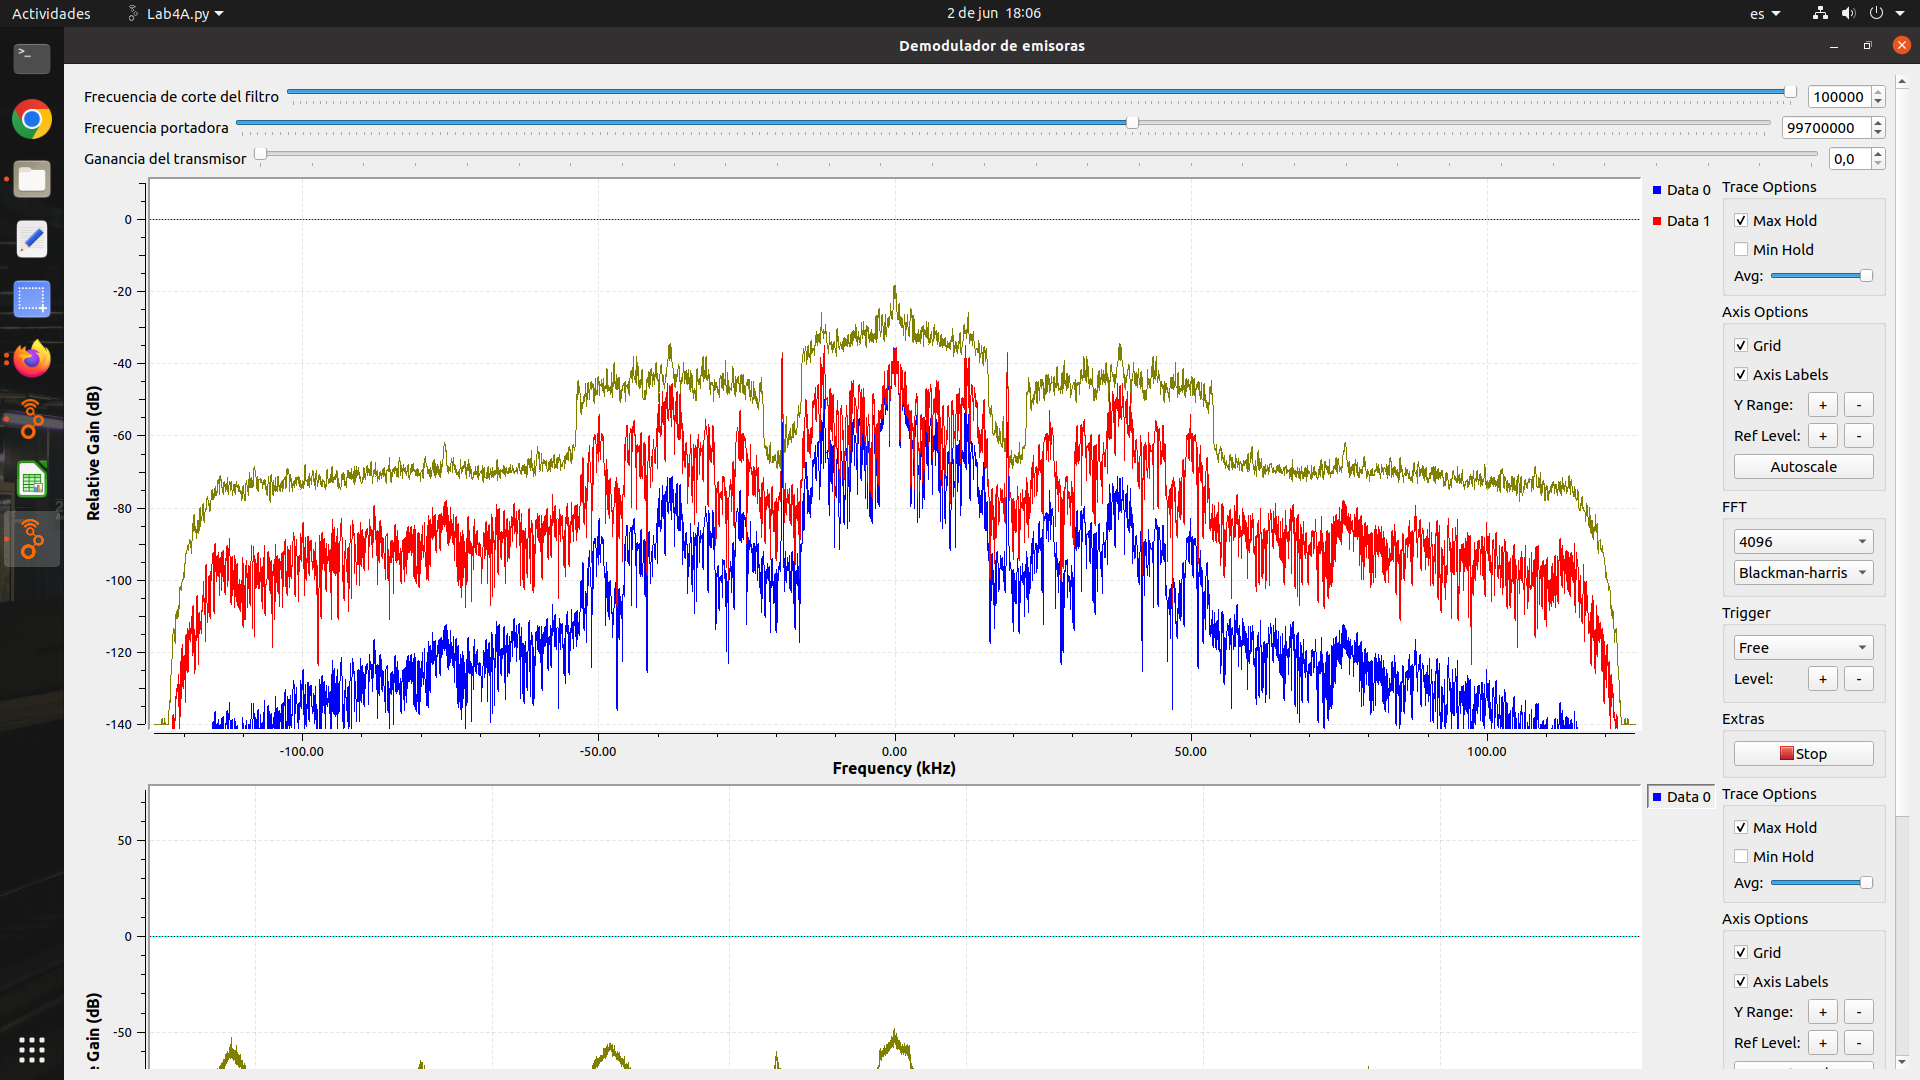 Actividades Lab4A.py 2 de jun 18:06 es
Demodulador de emisoras
Frecuencia de corte del filtro 100000
Frecuencia portadora 99700000
Ganancia del transmisor 0,0
Data 0
Data 1
0
-20
-40
-60
-80
-100
-120
-140
Relative Gain (dB)
-100.00 -50.00 0.00 50.00 100.00
Frequency (kHz)
Trace Options
Max Hold
Min Hold
Avg:
Axis Options
Grid
Axis Labels
Y Range: + -
Ref Level: + -
Autoscale
FFT
4096
Blackman-harris
Trigger
Free
Level: + -
Extras
Stop
Data 0
50
0
-50
e Gain (dB)
Trace Options
Max Hold
Min Hold
Avg:
Axis Options
Grid
Axis Labels
Y Range: + -
Ref Level: + -